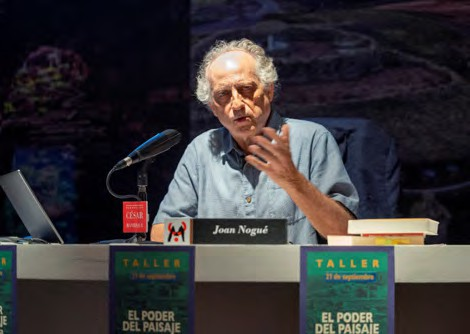 CÉSAR
Joan Nogué
TALLER
21 de septiembre
EL PODER
DEL PAISAJE
TALLER
21 de septiembre
EL PODER
DEL PAISAJE